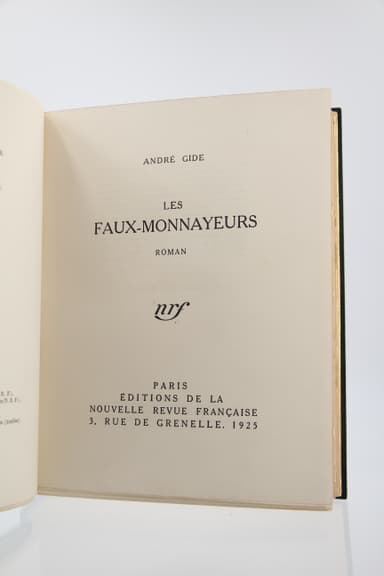 ANDRÉ GIDE
LES
FAUX-MONNAYEURS
ROMAN
nrf
PARIS
ÉDITIONS DE LA
NOUVELLE REVUE FRANÇAISE
3, RUE DE GRENELLE, 1925